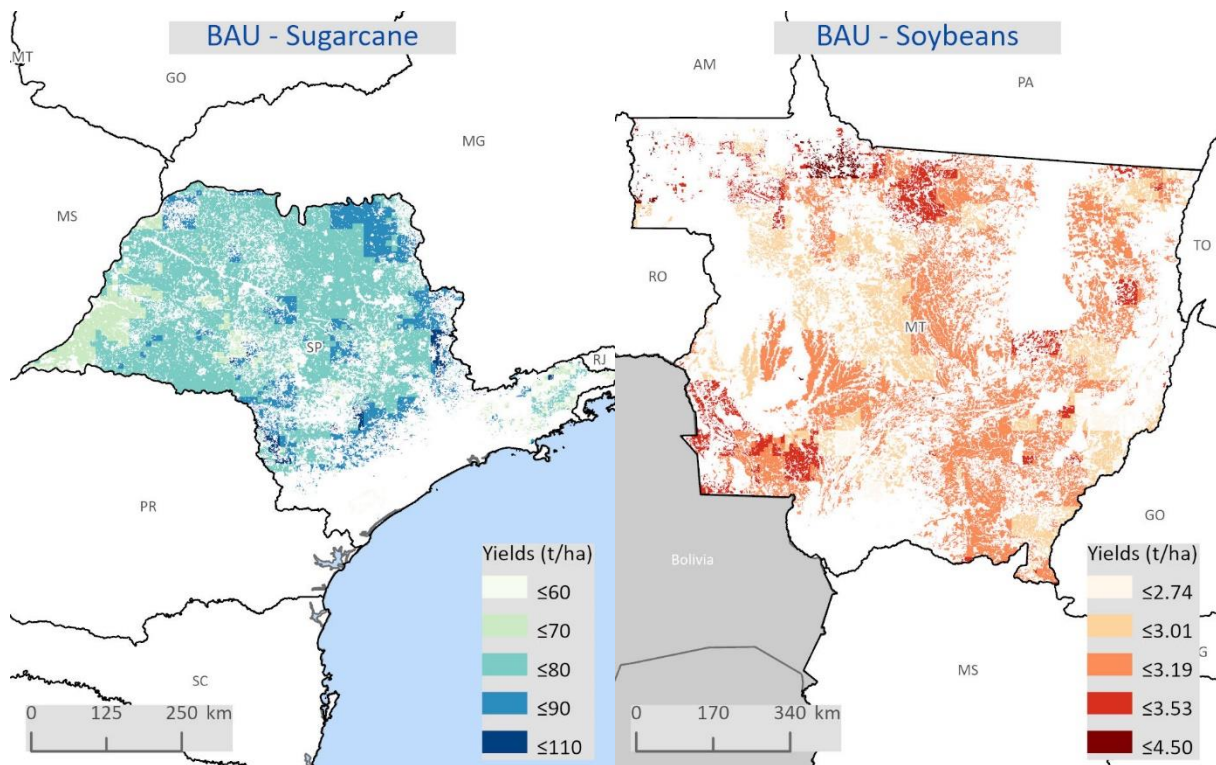 BAU - Sugarcane
MT
GO
MG
MS
SP
RJ
PR
SC
Yields (t/ha)
≤60
≤70
≤80
≤90
≤110
0 125 250 km
BAU - Soybeans
AM
PA
TO
RO
MT
GO
Bolivia
MS
G
Yields (t/ha)
≤2.74
≤3.01
≤3.19
≤3.53
≤4.50
0 170 340 km